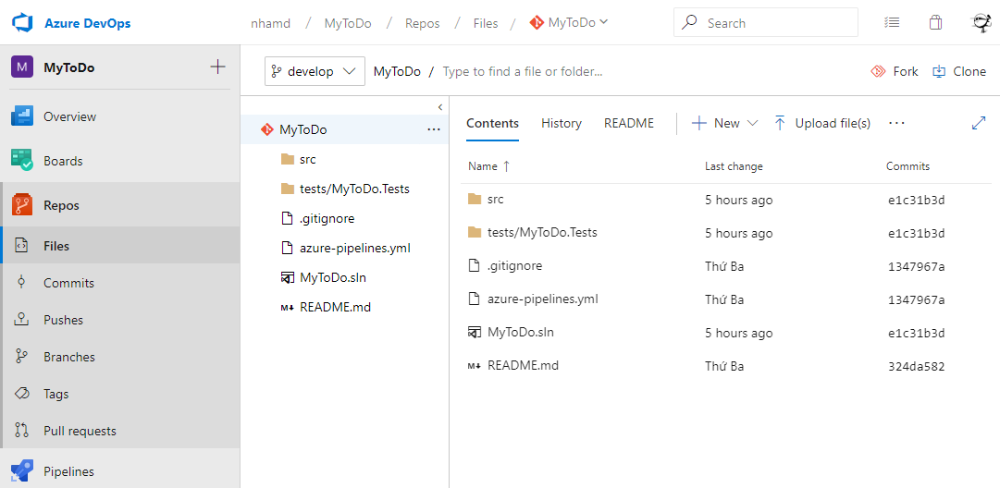 Azure DevOps
nhamd / MyToDo / Repos / Files / MyToDo
Search
M MyToDo
Overview
Boards
Repos
Files
Commits
Pushes
Branches
Tags
Pull requests
Pipelines
develop MyToDo / Type to find a file or folder...
Fork Clone
MyToDo ...
src
tests/MyToDo.Tests
.gitignore
azure-pipelines.yml
MyToDo.sln
M↓ README.md
Contents History README New Upload file(s) ...
Name ↑ Last change Commits
src 5 hours ago e1c31b3d
tests/MyToDo.Tests 5 hours ago e1c31b3d
.gitignore Thứ Ba 1347967a
azure-pipelines.yml Thứ Ba 1347967a
MyToDo.sln 5 hours ago e1c31b3d
M↓ README.md Thứ Ba 324da582